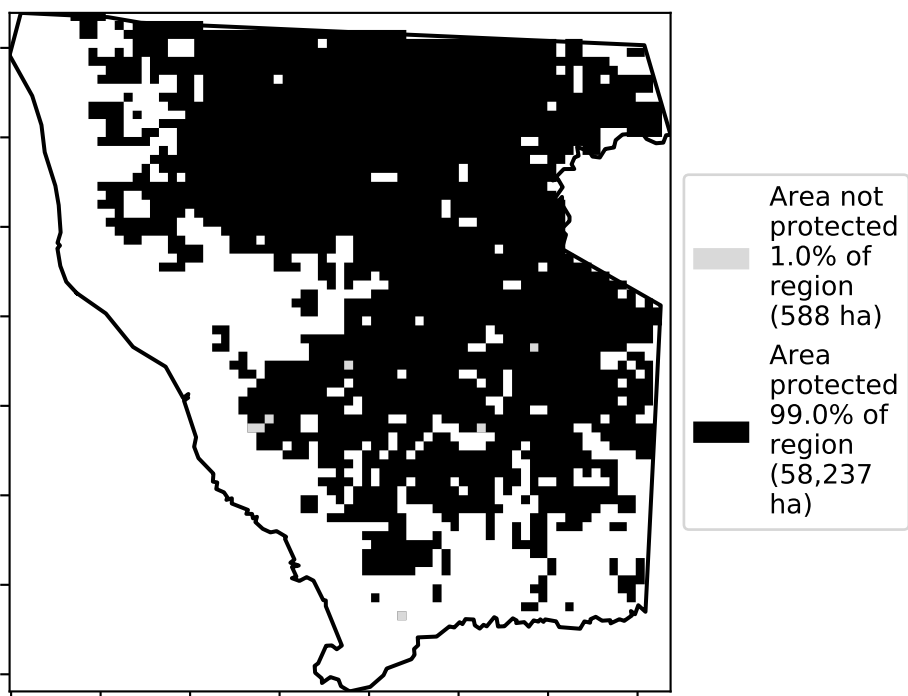 Area not
protected
1.0% of
region
(588 ha)
Area
protected
99.0% of
region
(58,237
ha)